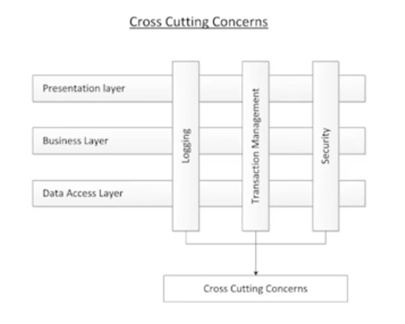 Cross Cutting Concerns
Presentation layer
Business Layer
Data Access Layer
Logging
Transaction Management
Security
Cross Cutting Concerns